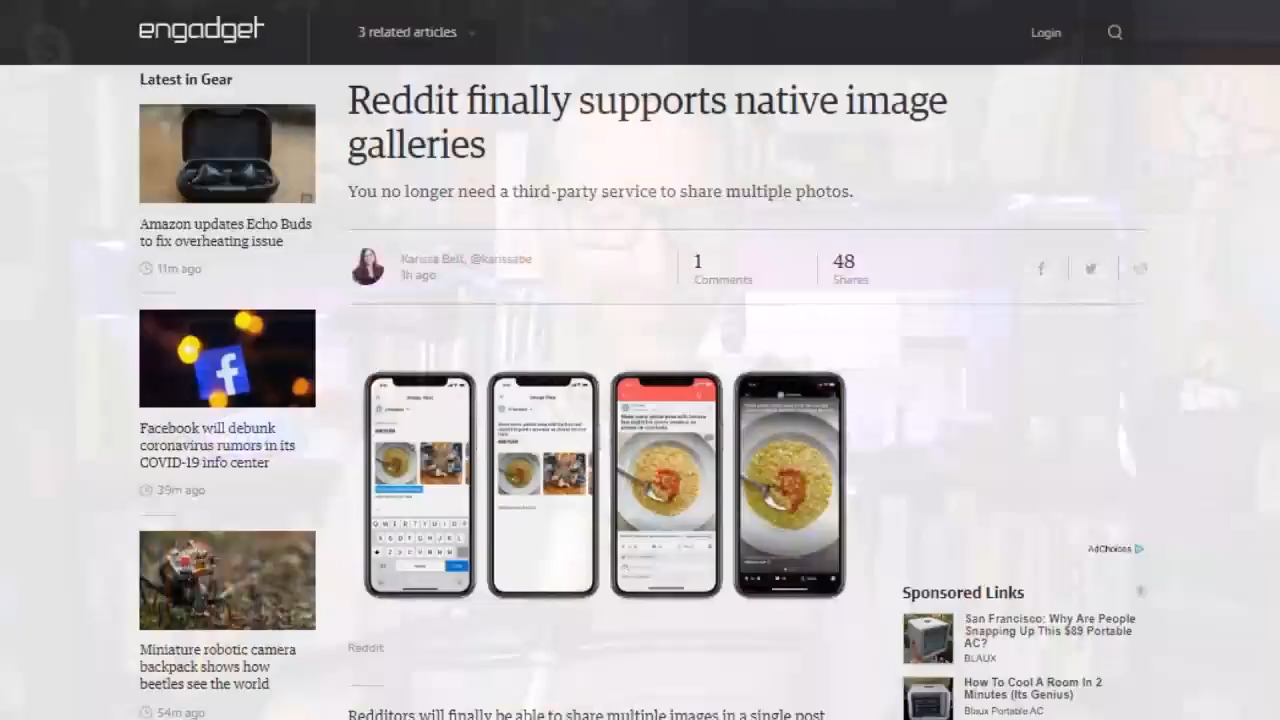 engadget
3 related articles
Login
Latest in Gear
Reddit finally supports native image
galleries
You no longer need a third-party service to share multiple photos.
Amazon updates Echo Buds
to fix overheating issue
11m ago
Karissa Bell, @karissabe
1h ago
1
Comments
48
Shares
Facebook will debunk
coronavirus rumors in its
COVID-19 info center
39m ago
Miniature robotic camera
backpack shows how
beetles see the world
54m ago
Reddit
Redditors will finally be able to share multiple images in a single post
AdChoices
Sponsored Links
San Francisco: Why Are People
Snapping Up This $89 Portable
AC?
BLAUX
How To Cool A Room In 2
Minutes (Its Genius)
Blaux Portable AC